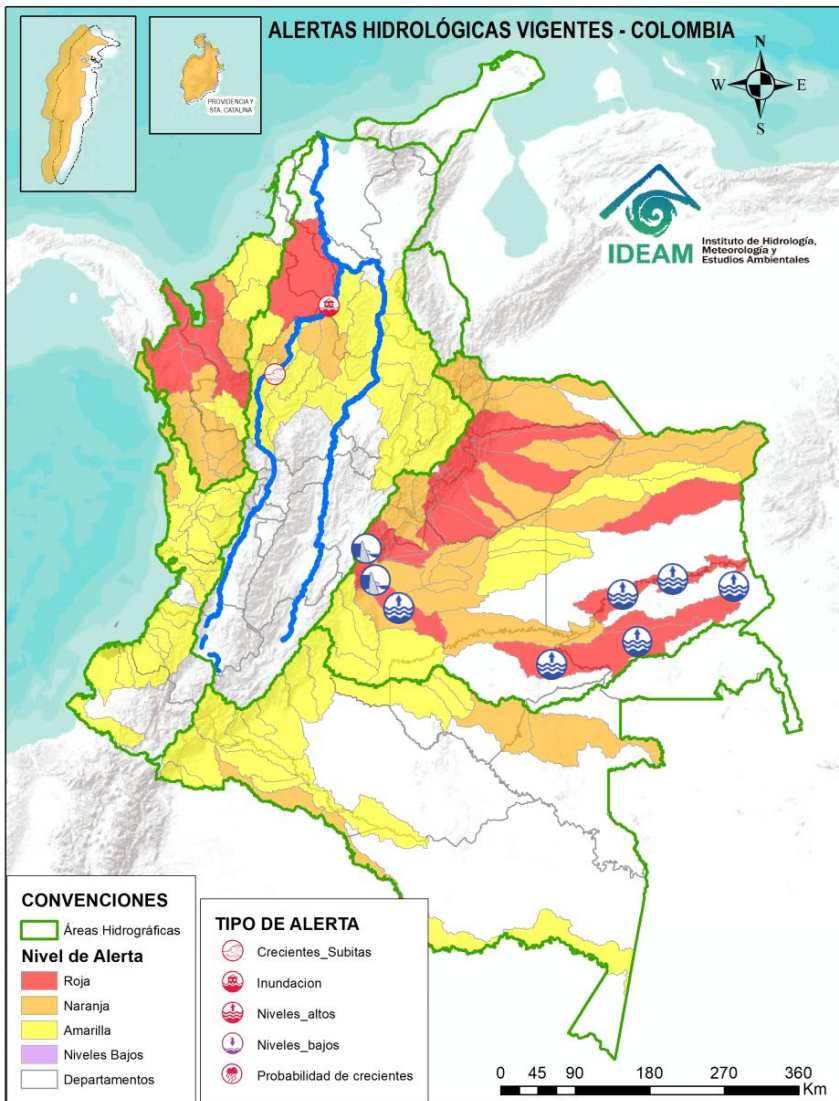 ALERTAS HIDROLÓGICAS VIGENTES - COLOMBIA
PROVIDENCIA Y
STA. CATALINA
N
W
E
S
IDEAM
Instituto de Hidrología,
Meteorología y
Estudios Ambientales
CONVENCIONES
Áreas Hidrográficas
Nivel de Alerta
Roja
Naranja
Amarilla
Niveles Bajos
Departamentos
TIPO DE ALERTA
Crecientes_Subitas
Inundacion
Niveles_altos
Niveles_bajos
Probabilidad de crecientes
0 45 90 180 270 360
Km